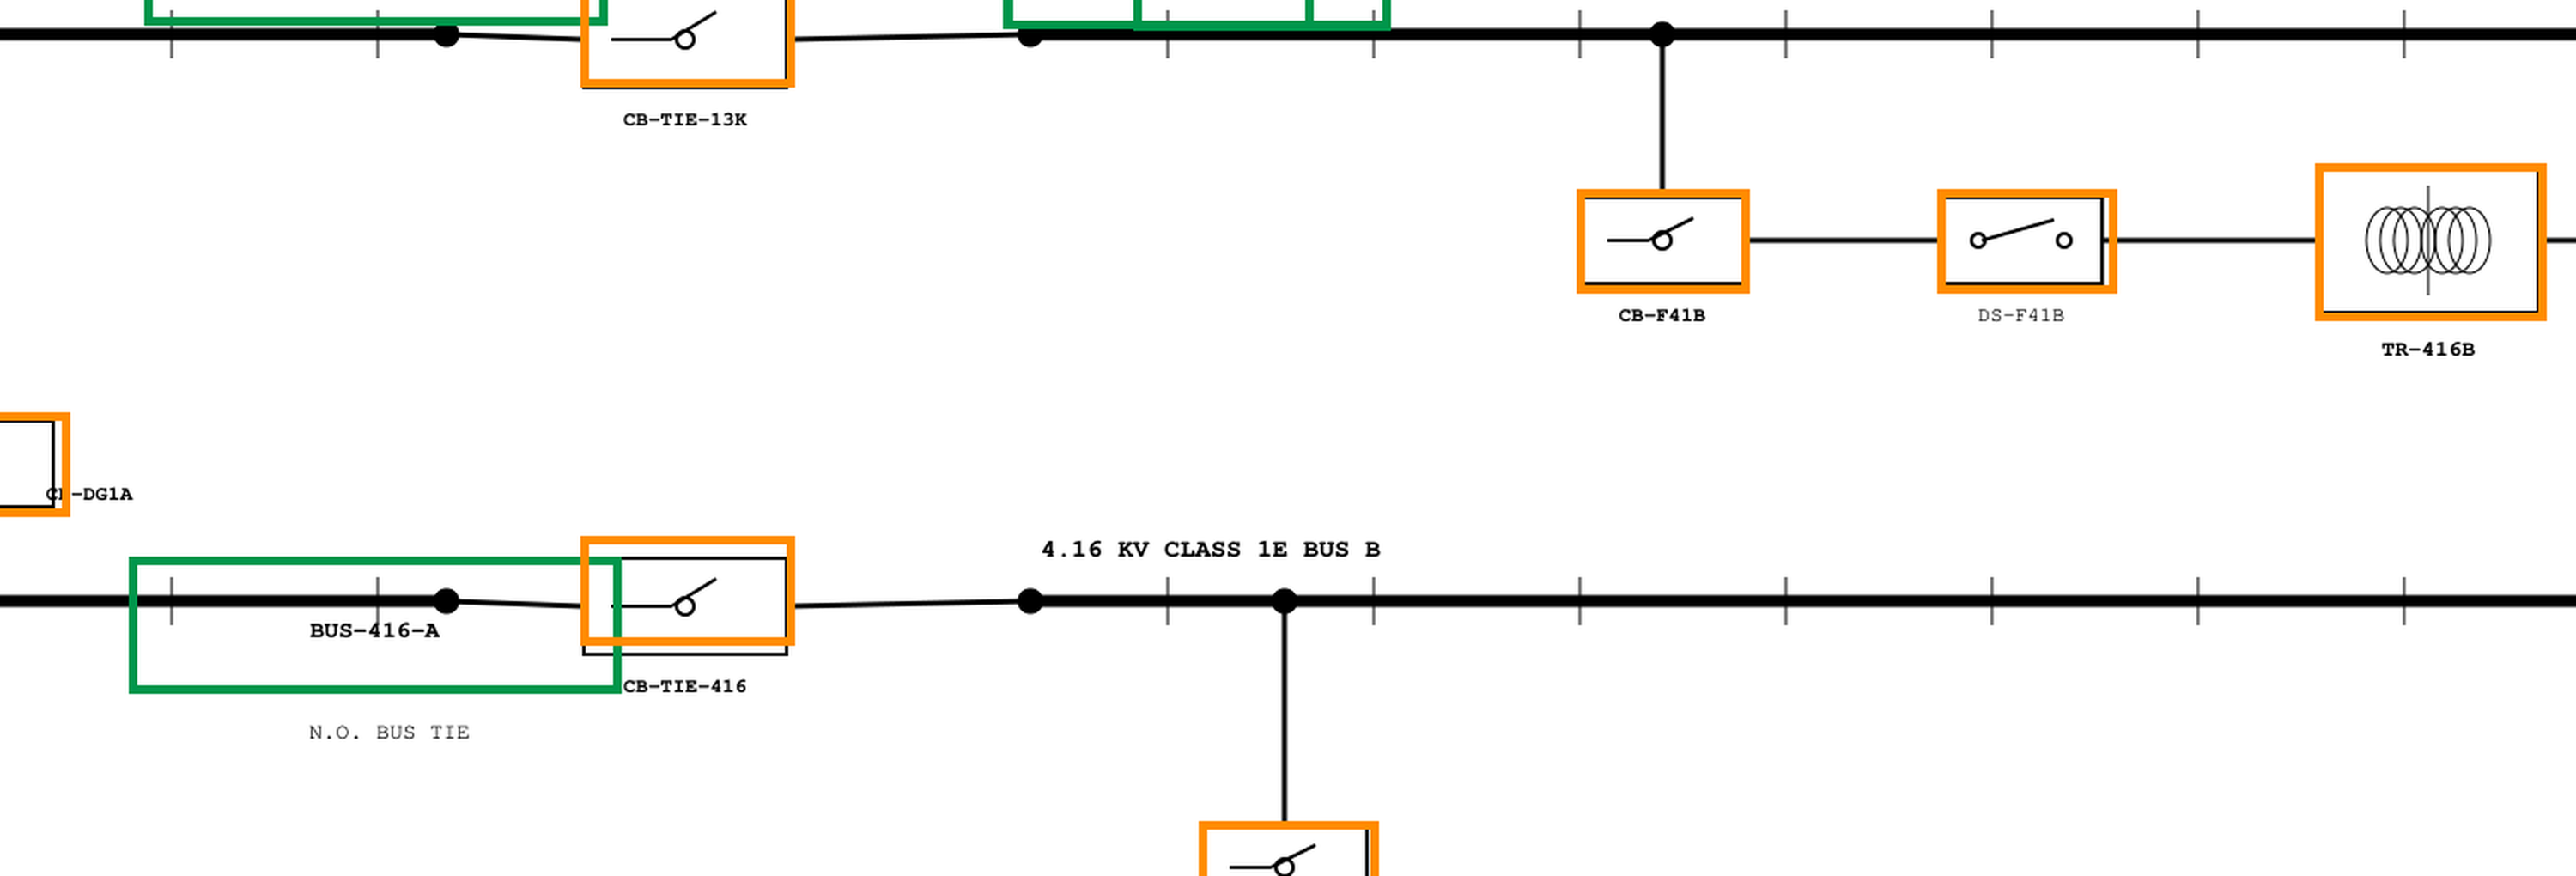 CB-TIE-13K
CB-F41B
DS-F41B
TR-416B
CB-DG1A
4.16 KV CLASS 1E BUS B
BUS-416-A
CB-TIE-416
N.O. BUS TIE